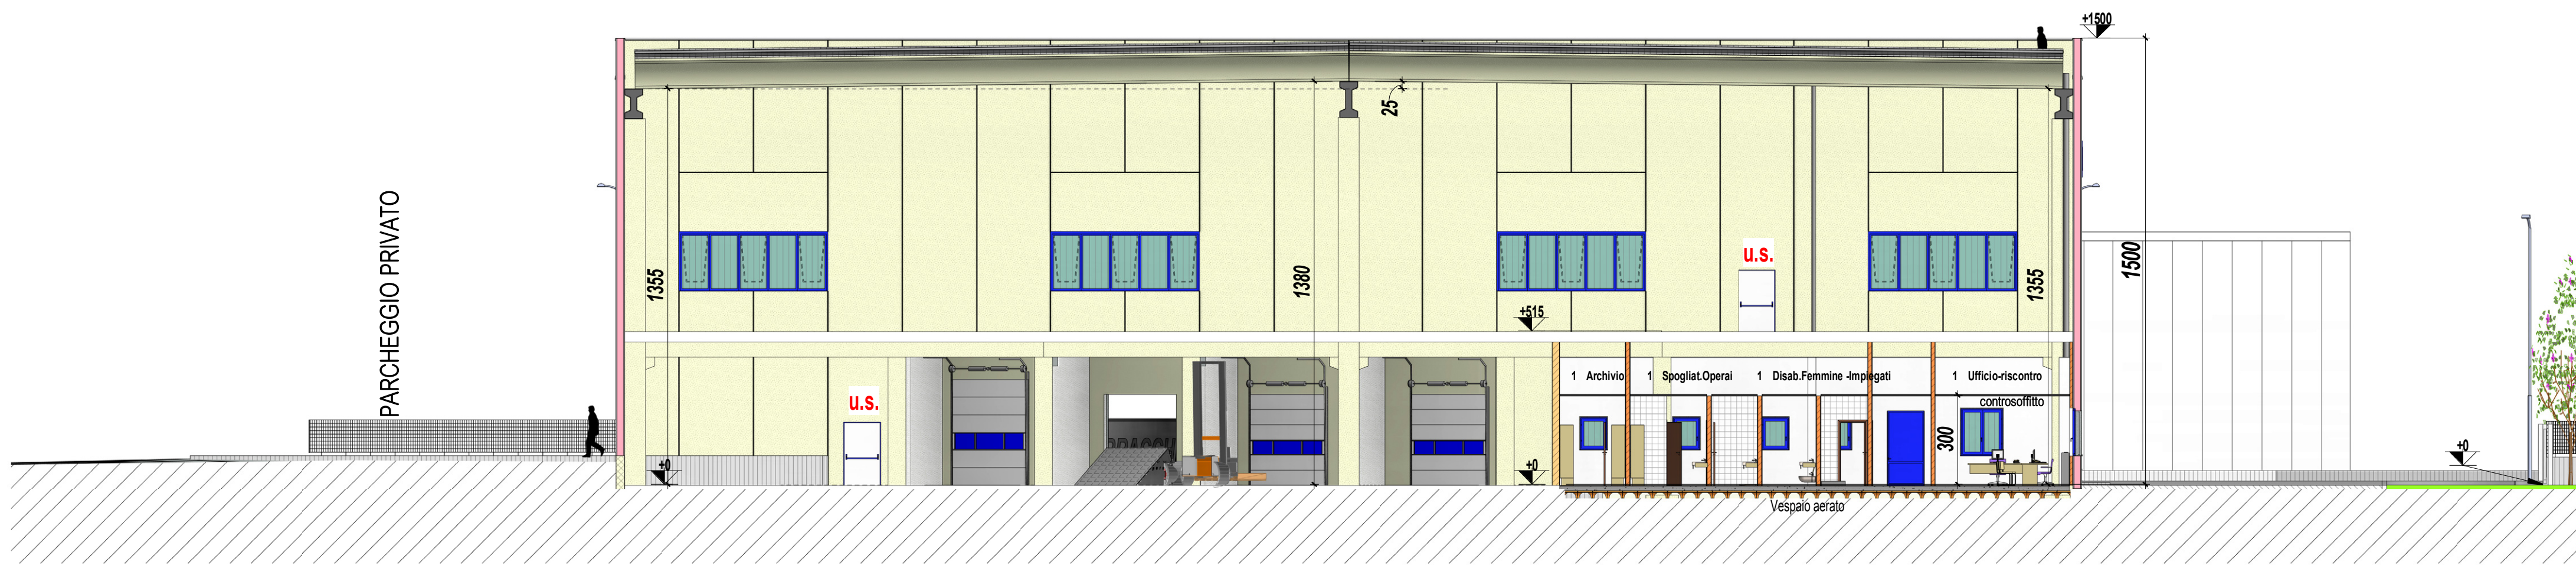 +1500
25
PARCHEGGIO PRIVATO
1355
1380
u.s.
1355
1500
+515
1 Archivio
1 Spogliat.Operai
1 Disab.Femmine -Impiegati
1 Ufficio-riscontro
controsoffitto
u.s.
300
+0
+0
+0
Vespaio aerato